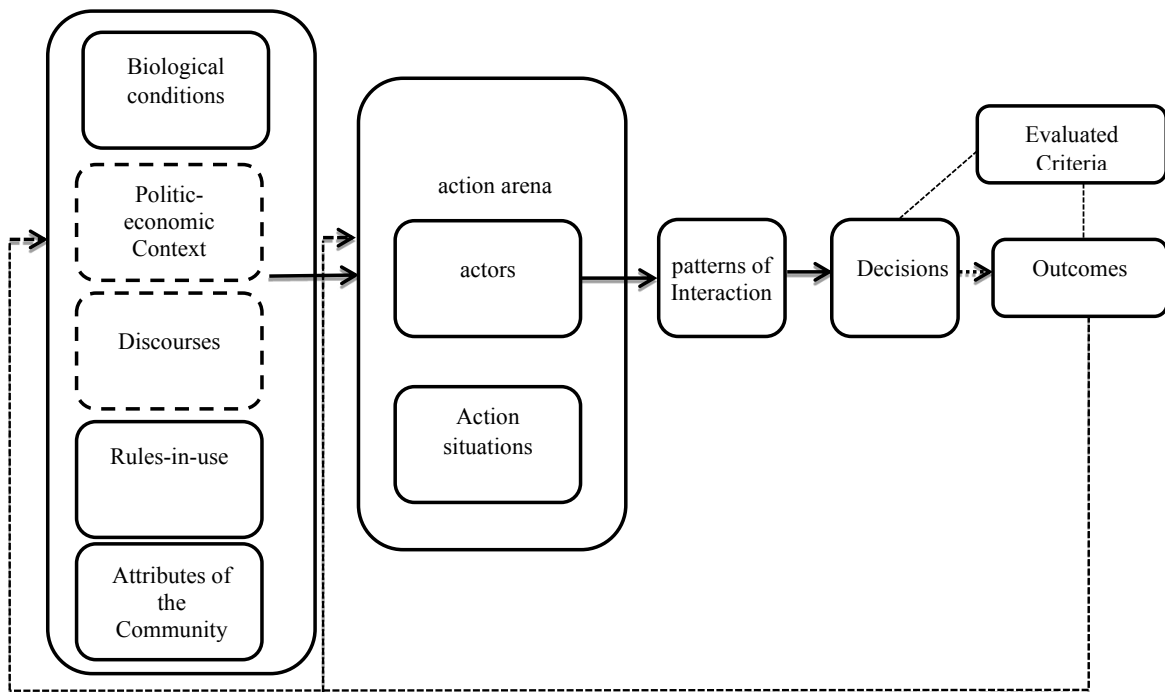 Biological
conditions
Politic-
economic
Context
Discourses
Rules-in-use
Attributes of
the
Community
action arena
actors
Action
situations
patterns of
Interaction
Decisions
Evaluated
Criteria
Outcomes